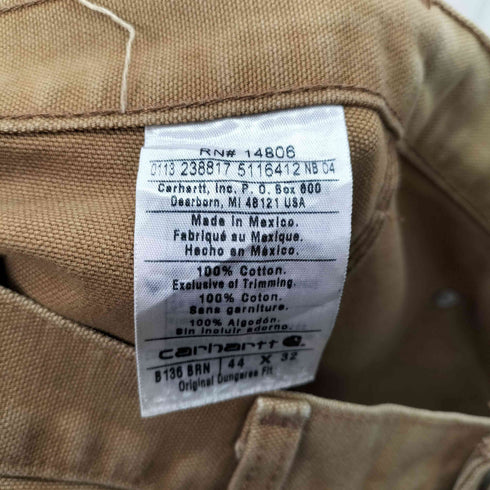 RN# 14806
0113 238817 5116412 NB 04
Carhartt, Inc. P. O. Box 600
Dearborn, MI 48121 USA
Made in Mexico.
Fabriqué au Mexique.
Hecho en México.
100% Cotton.
Exclusive of Trimming.
100% Coton.
Sans garniture.
100% Algodón.
Sin incluir adorno.
carhartt
B136 BRN 44 X 32
Original Dungaree Fit